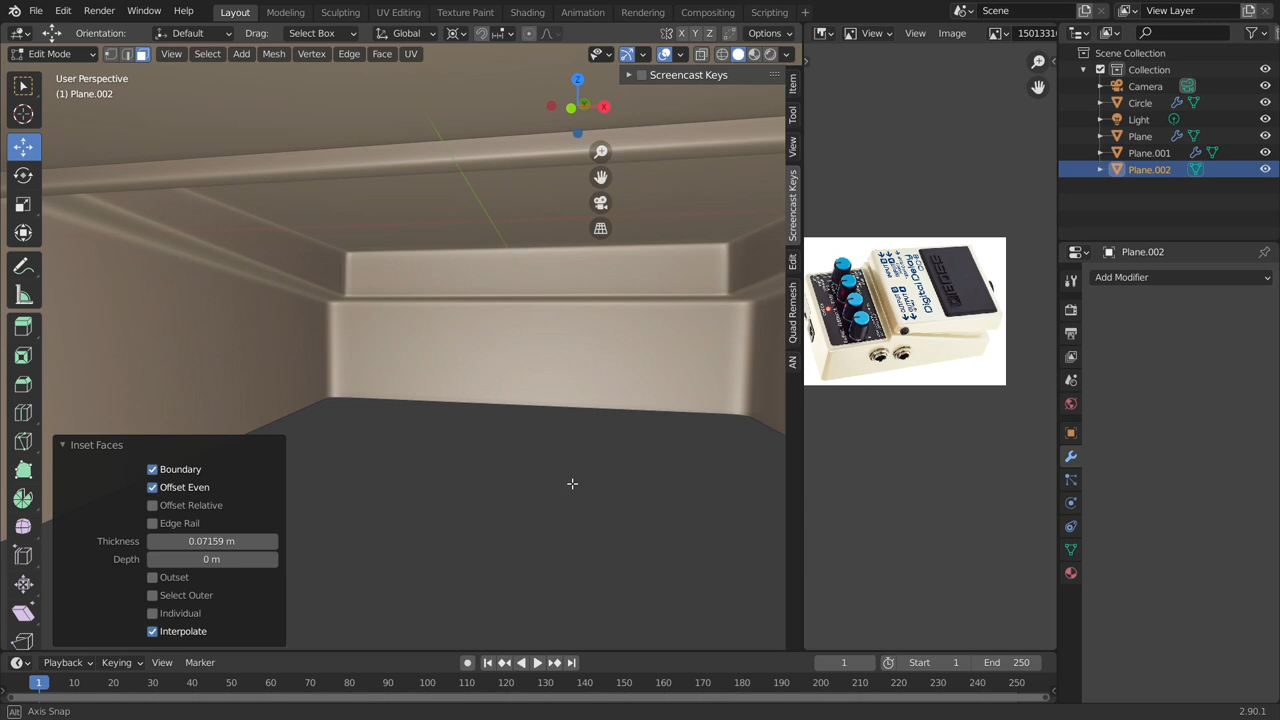 File Edit Render Window Help Layout Modeling Sculpting UV Editing Texture Paint Shading Animation Rendering Compositing Scripting Scene View Layer
Orientation: Default Drag: Select Box Global Options View Image 1501331
Edit Mode View Select Add Mesh Vertex Edge Face UV
User Perspective
(1) Plane.002
Screencast Keys
X
Y
Z
Z
X
Item
Tool
View
Screencast Keys
Edit
Quad Remesh
AN
Digital Delay
Scene Collection
Collection
Camera
Circle
Light
Plane
Plane.001
Plane.002
Plane.002
Add Modifier
Inset Faces
Boundary
Offset Even
Offset Relative
Edge Rail
Thickness 0.07159 m
Depth 0 m
Outset
Select Outer
Individual
Interpolate
Playback Keying View Marker 1 Start 1 End 250
1 10 20 30 40 50 60 70 80 90 100 110 120 130 140 150 160 170 180 190 200 210 220 230 240 250
Alt Axis Snap 2.90.1